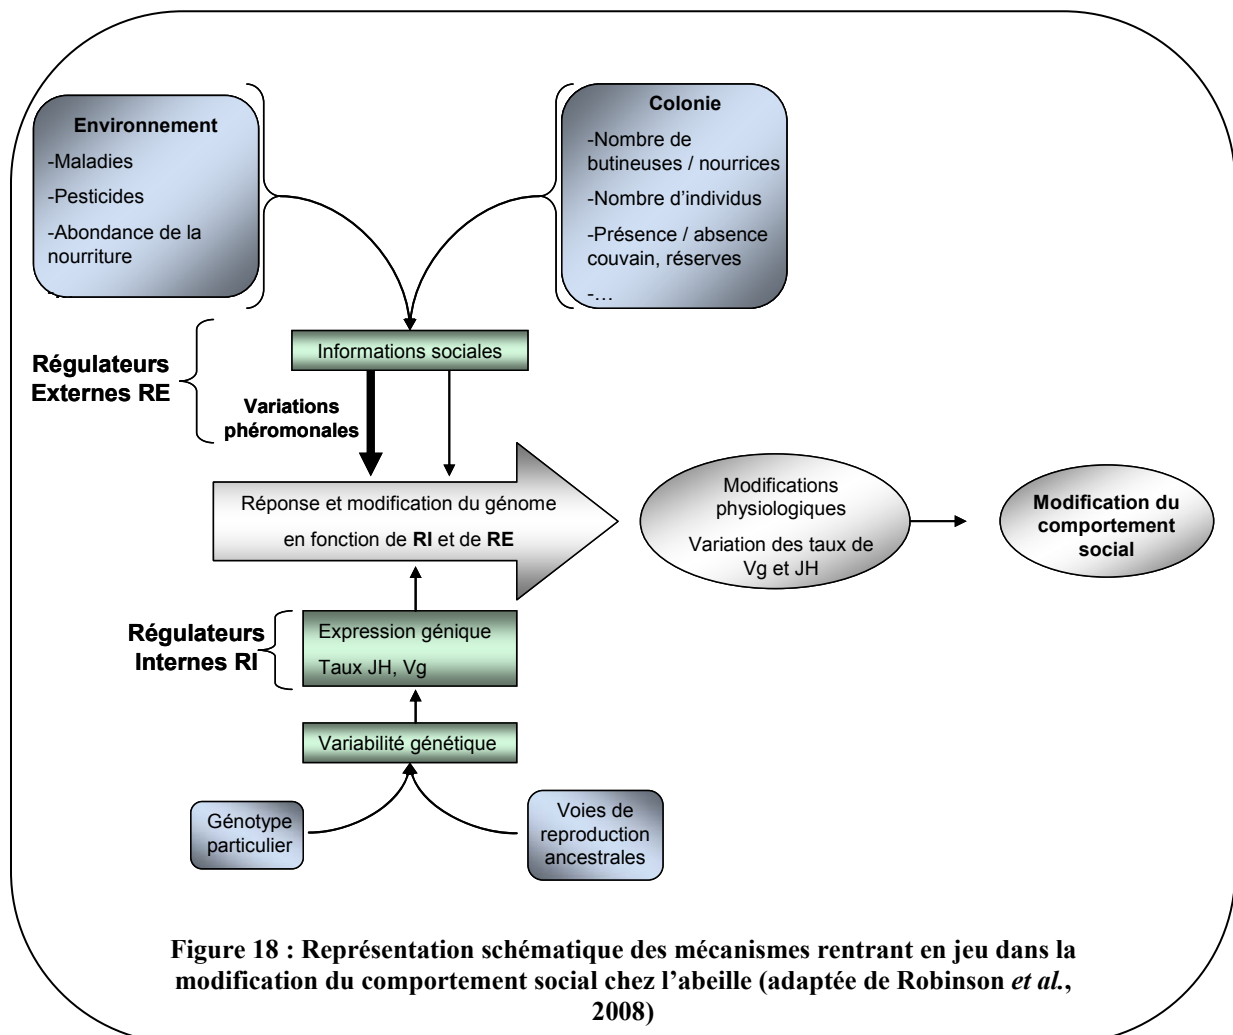 Environnement
-Maladies
-Pesticides
-Abondance de la
nourriture
-…
Colonie
-Nombre de
butineuses / nourrices
-Nombre d'individus
-Présence / absence
couvain, réserves
-…
Informations sociales
Régulateurs
Externes RE
Variations
phéromonales
Réponse et modification du génome
en fonction de RI et de RE
Modifications
physiologiques
Variation des taux de
Vg et JH
Modification du
comportement
social
Régulateurs
Internes RI
Expression génique
Taux JH, Vg
Variabilité génétique
Génotype
particulier
Voies de
reproduction
ancestrales
Figure 18 : Représentation schématique des mécanismes rentrant en jeu dans la
modification du comportement social chez l'abeille (adaptée de Robinson et al.,
2008)